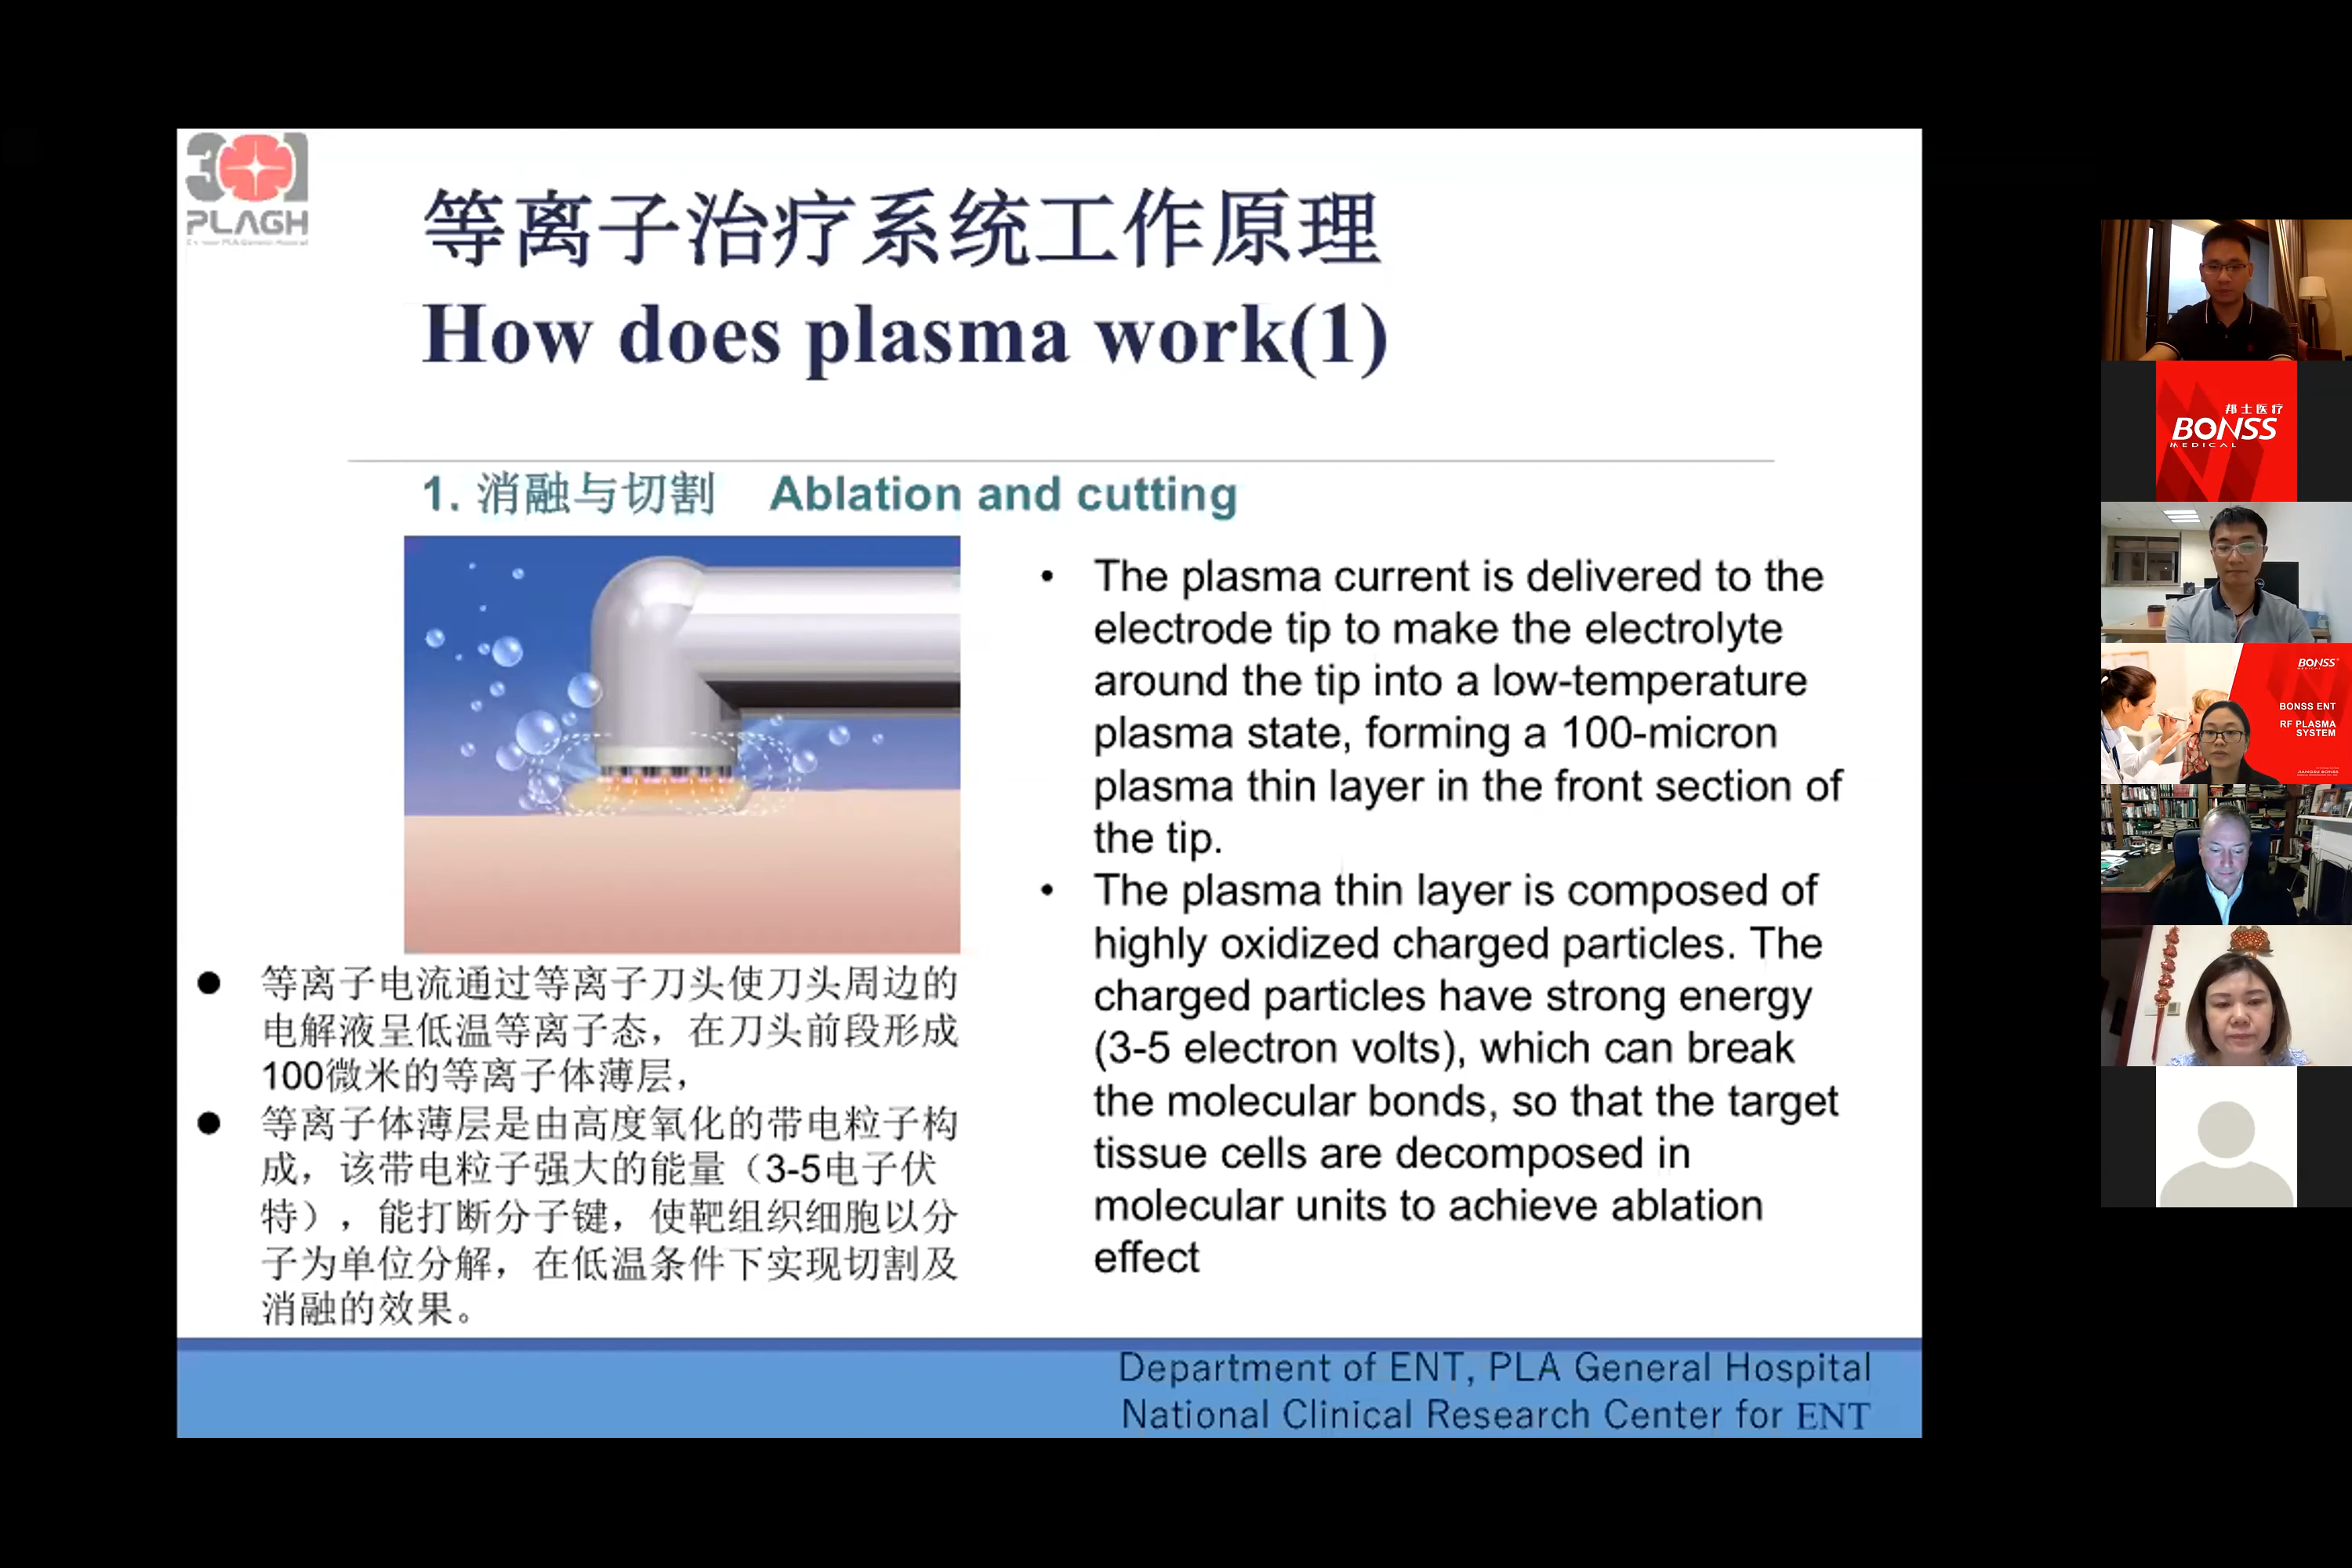 301
PLAGH
等离子治疗系统工作原理
How does plasma work(1)
1. 消融与切割 Ablation and cutting
• The plasma current is delivered to the
electrode tip to make the electrolyte
around the tip into a low-temperature
plasma state, forming a 100-micron
plasma thin layer in the front section of
the tip.
• The plasma thin layer is composed of
highly oxidized charged particles. The
charged particles have strong energy
(3-5 electron volts), which can break
the molecular bonds, so that the target
tissue cells are decomposed in
molecular units to achieve ablation
effect
● 等离子电流通过等离子刀头使刀头周边的
电解液呈低温等离子态，在刀头前段形成
100微米的等离子体薄层，
● 等离子体薄层是由高度氧化的带电粒子构
成，该带电粒子强大的能量（3-5电子伏
特），能打断分子键，使靶组织细胞以分
子为单位分解，在低温条件下实现切割及
消融的效果。
Department of ENT, PLA General Hospital
National Clinical Research Center for ENT
邦士医疗
BONSS
MEDICAL
BONSS
BONSS ENT
RF PLASMA
SYSTEM